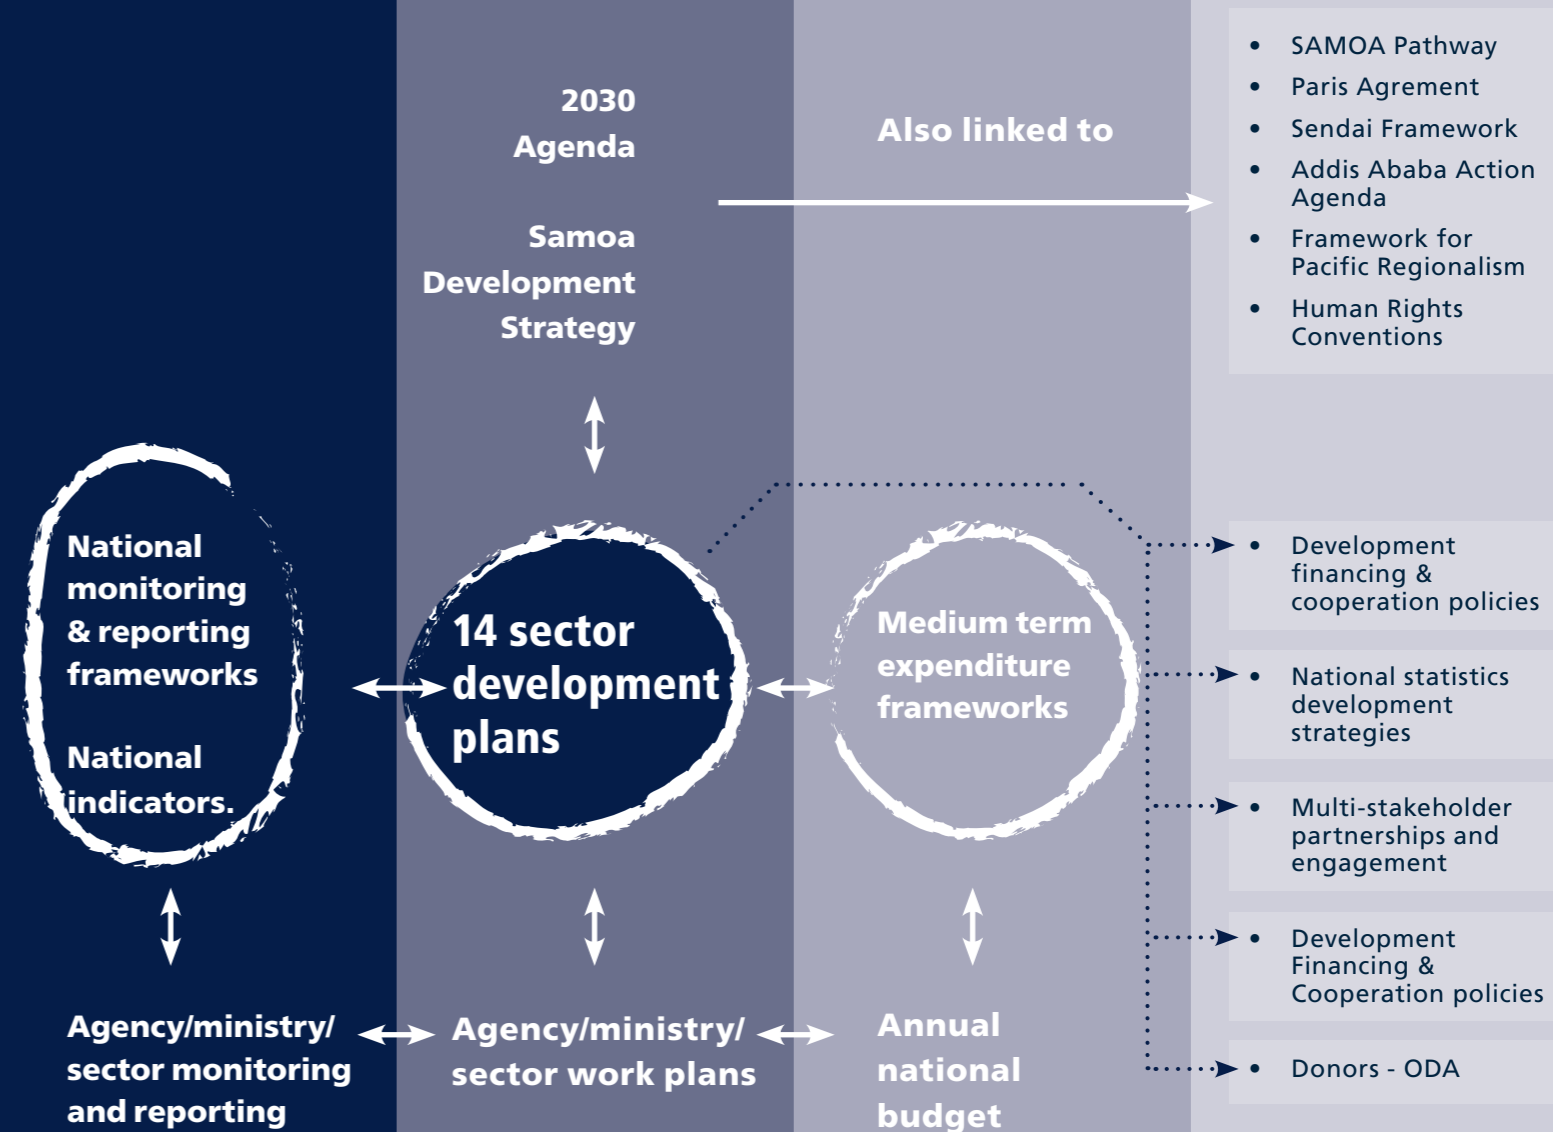 2030
Agenda
Samoa
Development
Strategy
Also linked to
• SAMOA Pathway
• Paris Agrement
• Sendai Framework
• Addis Ababa Action
Agenda
• Framework for
Pacific Regionalism
• Human Rights
Conventions
National
monitoring
& reporting
frameworks
National
indicators.
14 sector
development
plans
Medium term
expenditure
frameworks
• Development
financing &
cooperation policies
• National statistics
development
strategies
• Multi-stakeholder
partnerships and
engagement
• Development
Financing &
Cooperation policies
• Donors - ODA
Agency/ministry/
sector monitoring
and reporting
Agency/ministry/
sector work plans
Annual
national
budget